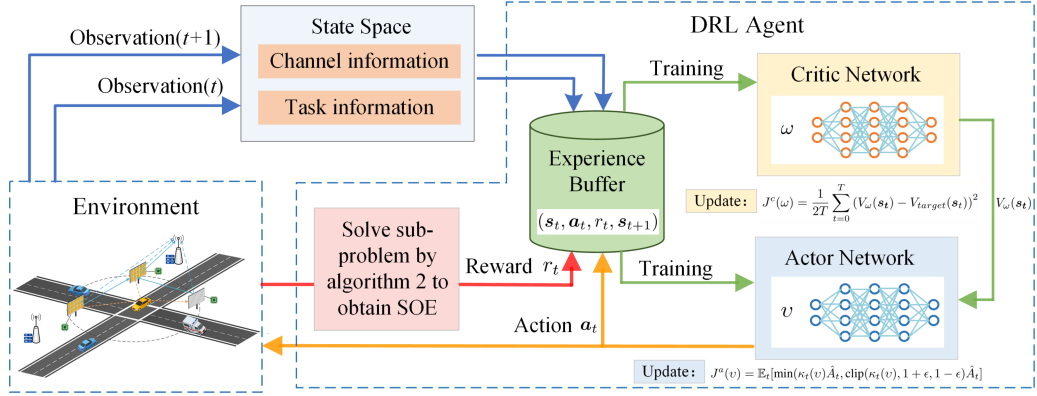 Observation(t+1)
Observation(t)
State Space
Channel information
Task information
DRL Agent
Training
Critic Network
ω
Experience
Buffer
(s_t, a_t, r_t, s_{t+1})
Update： J^c(ω) = \frac{1}{2T} \sum_{t=0}^{T} (V_ω(s_t) − V_{target}(s_t))^2
V_ω(s_t)
Environment
Solve sub-
problem by
algorithm 2 to
obtain SOE
Reward r_t
Training
Actor Network
υ
Action a_t
Update： J^a(υ) = 𝔼_t[min(κ_t(υ)Â_t, clip(κ_t(υ), 1 + ϵ, 1 − ϵ)Â_t]